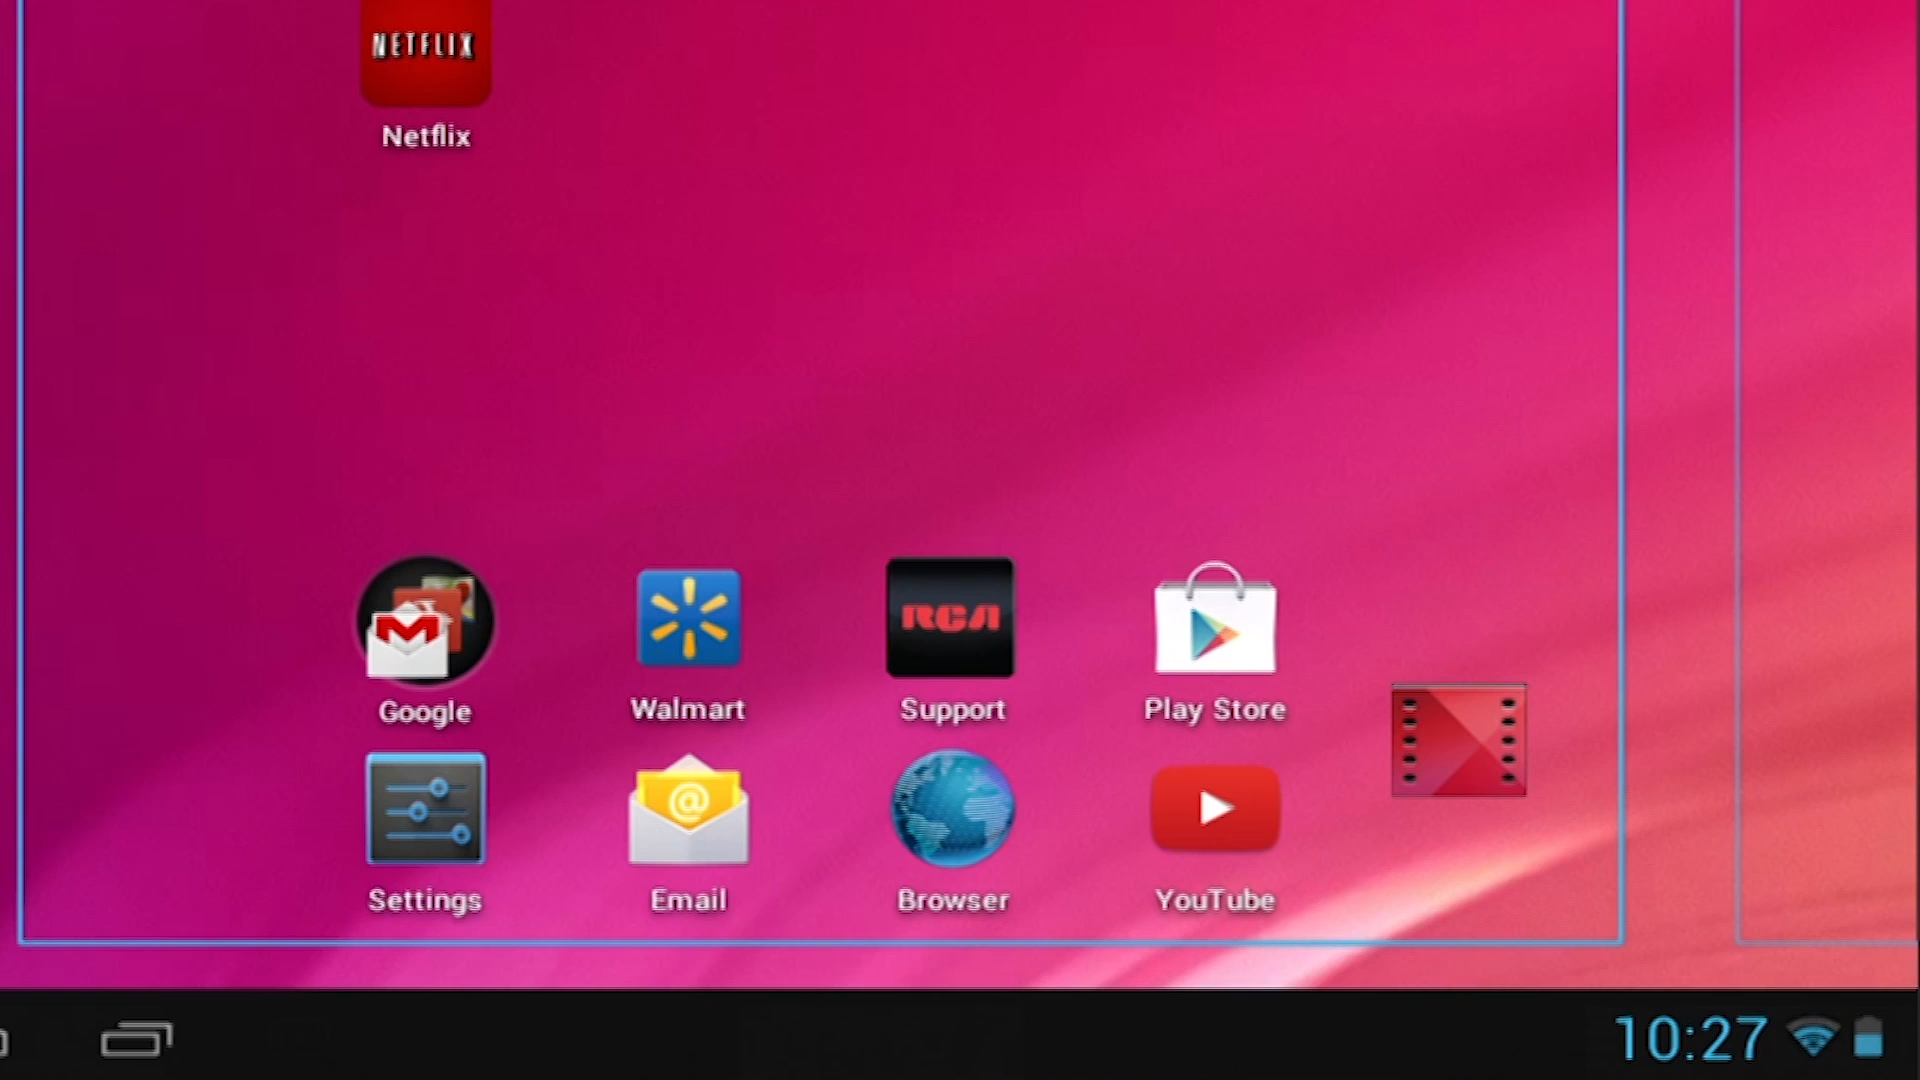 NETFLIX
Netflix
RCA
Google
Walmart
Support
Play Store
@
Settings
Email
Browser
YouTube
10:27